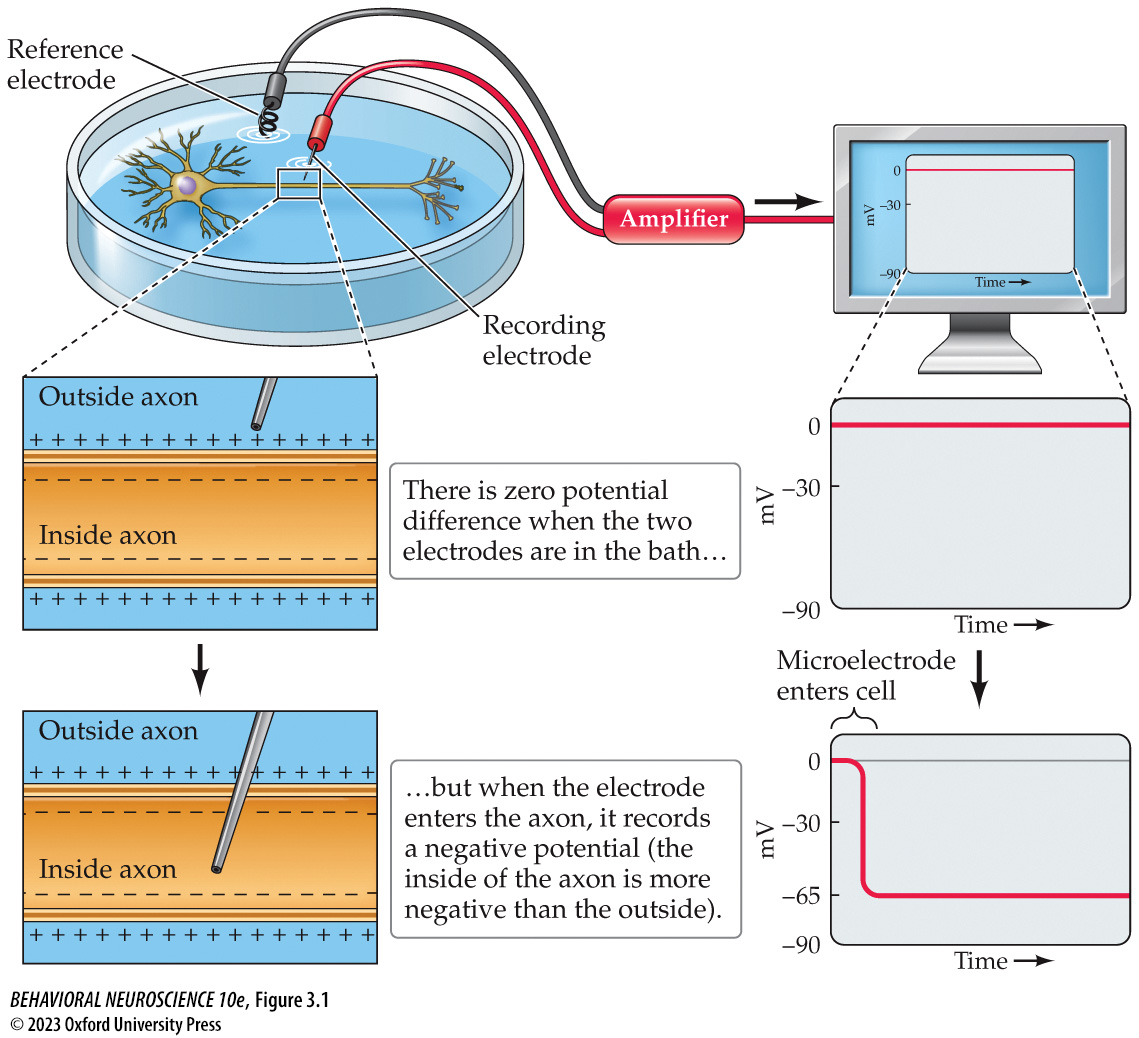 Reference
electrode
Amplifier
0
–30
–90
mV
Time
Recording
electrode
Outside axon
+ + + + + + + + + + + + + + + +
– – – – – – – – – – – – – – – –
Inside axon
– – – – – – – – – – – – – – – –
+ + + + + + + + + + + + + + + +
There is zero potential
difference when the two
electrodes are in the bath…
0
–30
–90
mV
Time
Microelectrode
enters cell
Outside axon
+ + + + + + + + + + + + + + + +
– – – – – – – – – – – – – – – –
Inside axon
– – – – – – – – – – – – – – – –
+ + + + + + + + + + + + + + + +
…but when the electrode
enters the axon, it records
a negative potential (the
inside of the axon is more
negative than the outside).
0
–30
–65
–90
mV
Time
BEHAVIORAL NEUROSCIENCE 10e, Figure 3.1
© 2023 Oxford University Press